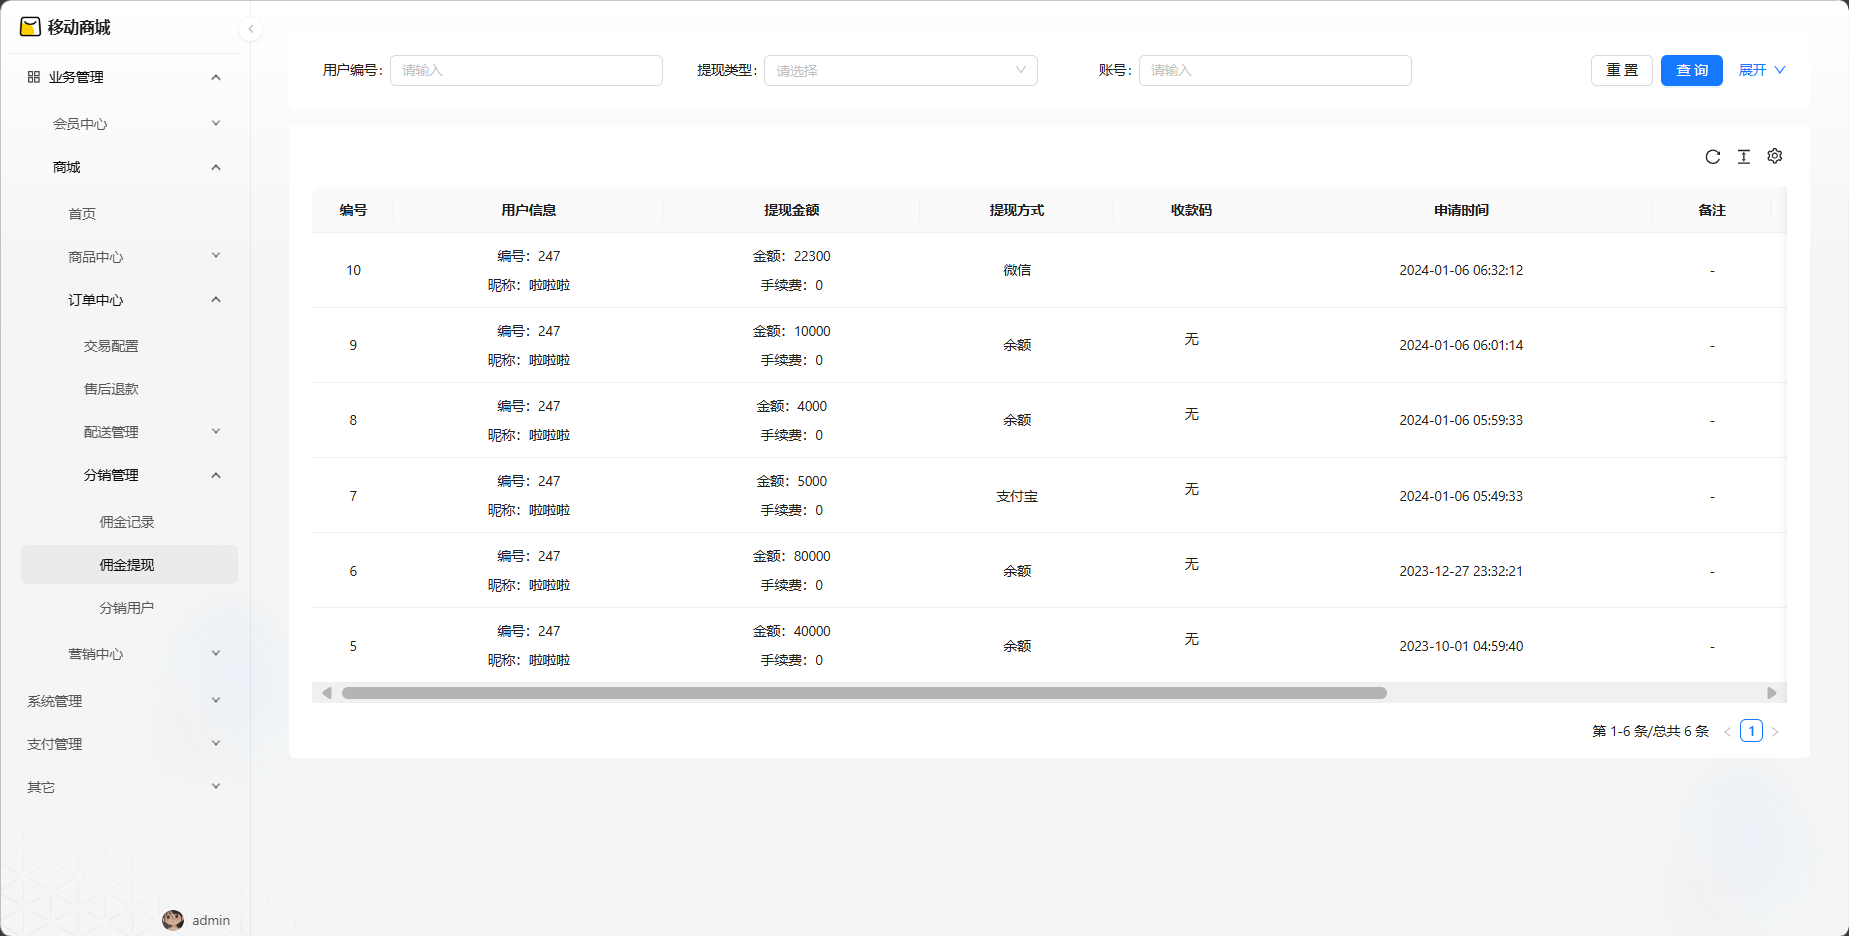 移动商城
业务管理
会员中心
商城
首页
商品中心
订单中心
交易配置
售后退款
配送管理
分销管理
佣金记录
佣金提现
分销用户
营销中心
系统管理
支付管理
其它
admin
用户编号: 请输入 提现类型: 请选择 账号: 请输入 重置 查询 展开
编号 用户信息 提现金额 提现方式 收款码 申请时间 备注
10 编号：247 金额：22300 微信 2024-01-06 06:32:12 -
昵称：啦啦啦 手续费：0
9 编号：247 金额：10000 余额 无 2024-01-06 06:01:14 -
昵称：啦啦啦 手续费：0
8 编号：247 金额：4000 余额 无 2024-01-06 05:59:33 -
昵称：啦啦啦 手续费：0
7 编号：247 金额：5000 支付宝 无 2024-01-06 05:49:33 -
昵称：啦啦啦 手续费：0
6 编号：247 金额：80000 余额 无 2023-12-27 23:32:21 -
昵称：啦啦啦 手续费：0
5 编号：247 金额：40000 余额 无 2023-10-01 04:59:40 -
昵称：啦啦啦 手续费：0
第 1-6 条/总共 6 条 1